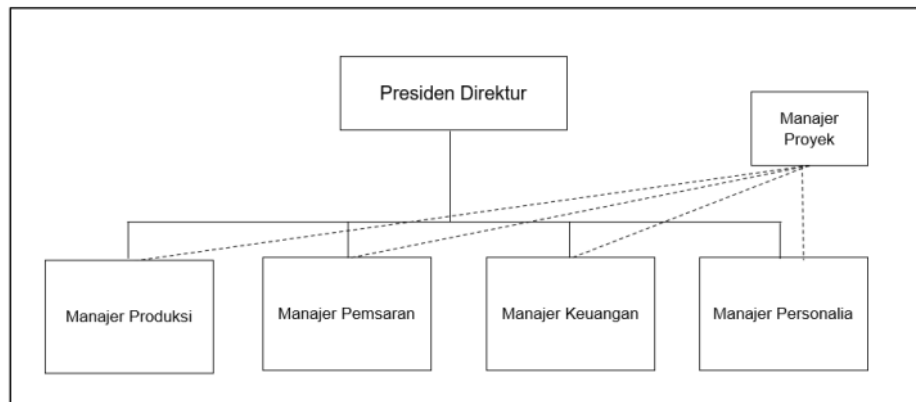 Presiden Direktur
Manajer
Proyek
Manajer Produksi
Manajer Pemsaran
Manajer Keuangan
Manajer Personalia